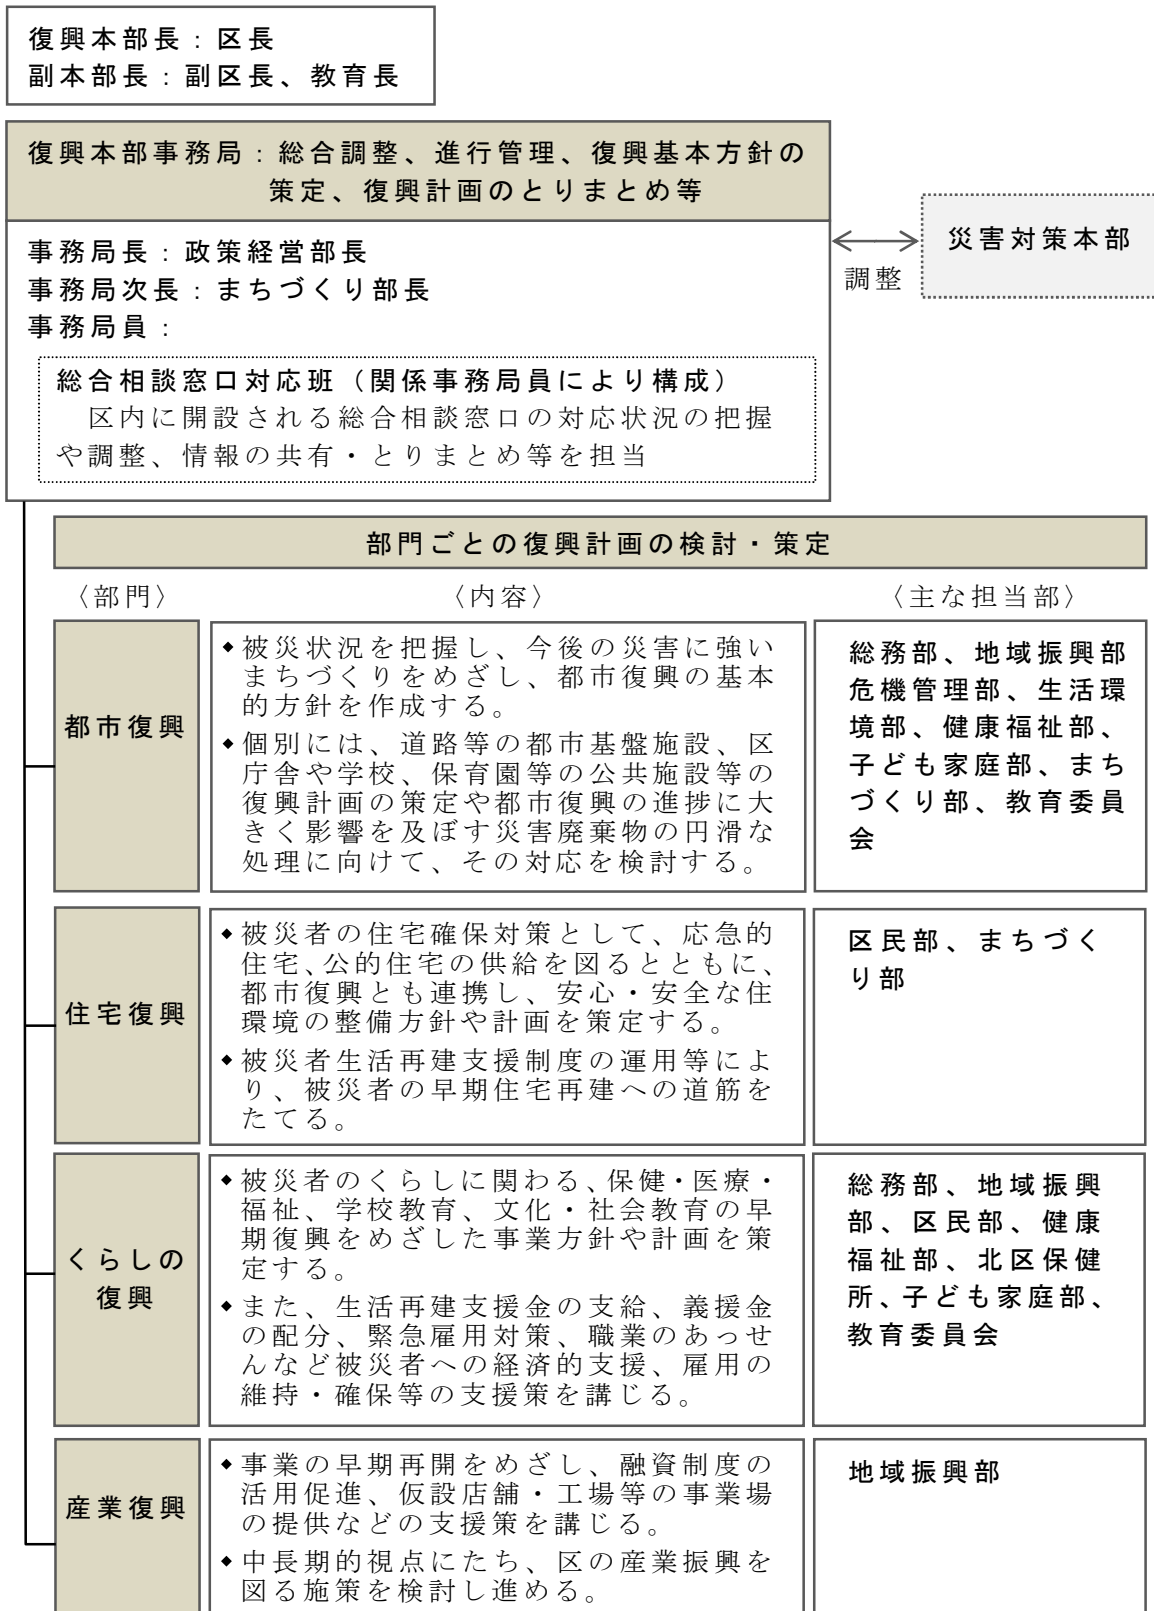 復興本部長：区長
副本部長：副区長、教育長
復興本部事務局：総合調整、進行管理、復興基本方針の
策定、復興計画のとりまとめ等
事務局長：政策経営部長
事務局次長：まちづくり部長
事務局員：
総合相談窓口対応班（関係事務局員により構成）
区内に開設される総合相談窓口の対応状況の把握
や調整、情報の共有・とりまとめ等を担当
調整
災害対策本部
部門ごとの復興計画の検討・策定
〈部門〉
〈内容〉
〈主な担当部〉
都市復興
◆被災状況を把握し、今後の災害に強い
まちづくりをめざし、都市復興の基本
的方針を作成する。
◆個別には、道路等の都市基盤施設、区
庁舎や学校、保育園等の公共施設等の
復興計画の策定や都市復興の進捗に大
きく影響を及ぼす災害廃棄物の円滑な
処理に向けて、その対応を検討する。
総務部、地域振興部
危機管理部、生活環
境部、健康福祉部、
子ども家庭部、まち
づくり部、教育委員
会
住宅復興
◆被災者の住宅確保対策として、応急的
住宅、公的住宅の供給を図るとともに、
都市復興とも連携し、安心・安全な住
環境の整備方針や計画を策定する。
◆被災者生活再建支援制度の運用等によ
り、被災者の早期住宅再建への道筋を
たてる。
区民部、まちづく
り部
くらしの
復興
◆被災者のくらしに関わる、保健・医療・
福祉、学校教育、文化・社会教育の早
期復興をめざした事業方針や計画を策
定する。
◆また、生活再建支援金の支給、義援金
の配分、緊急雇用対策、職業のあっせ
んなど被災者への経済的支援、雇用の
維持・確保等の支援策を講じる。
総務部、地域振興
部、区民部、健康
福祉部、北区保健
所、子ども家庭部、
教育委員会
産業復興
◆事業の早期再開をめざし、融資制度の
活用促進、仮設店舗・工場等の事業場
の提供などの支援策を講じる。
◆中長期的視点にたち、区の産業振興を
図る施策を検討し進める。
地域振興部